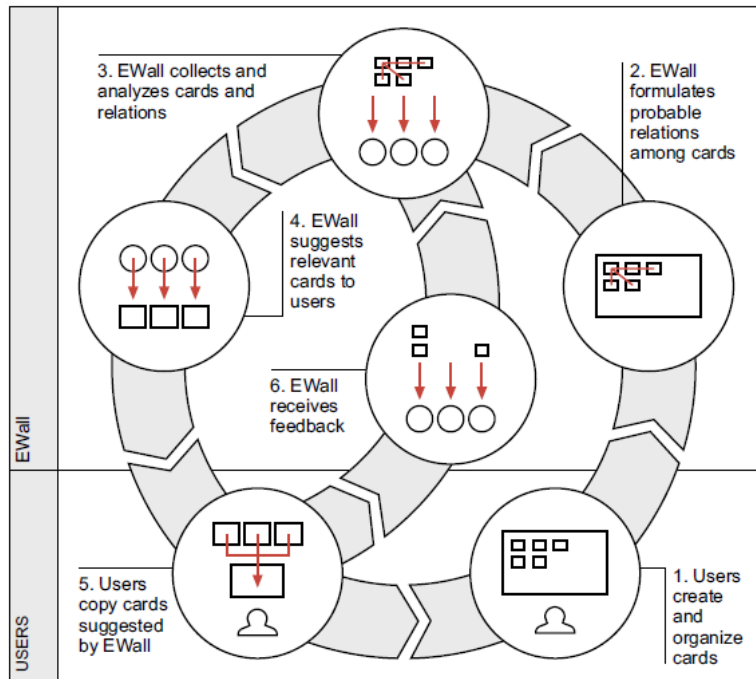 3. EWall collects and
analyzes cards and
relations
2. EWall
formulates
probable
relations
among cards
4. EWall
suggests
relevant
cards to
users
6. EWall
receives
feedback
EWall
5. Users
copy cards
suggested
by EWall
1. Users
create
and
organize
cards
USERS